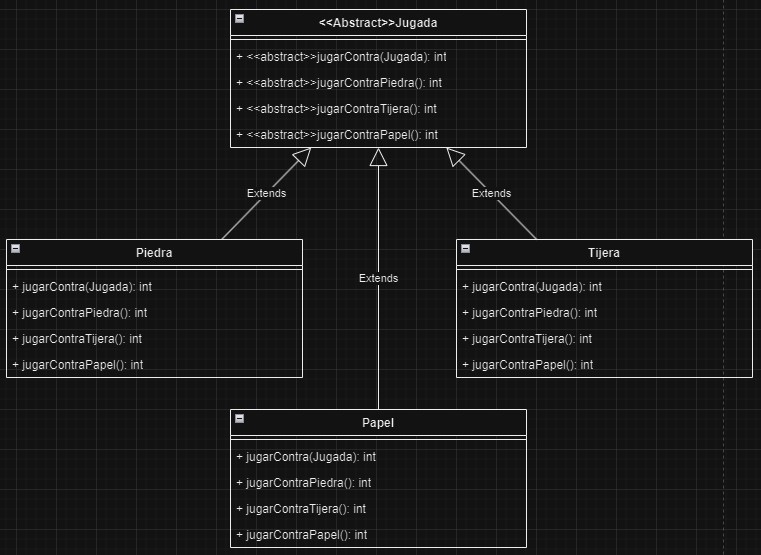 <<Abstract>>Jugada
+ <<abstract>>jugarContra(Jugada): int
+ <<abstract>>jugarContraPiedra(): int
+ <<abstract>>jugarContraTijera(): int
+ <<abstract>>jugarContraPapel(): int
Extends
Extends
Piedra
+ jugarContra(Jugada): int
+ jugarContraPiedra(): int
+ jugarContraTijera(): int
+ jugarContraPapel(): int
Extends
Tijera
+ jugarContra(Jugada): int
+ jugarContraPiedra(): int
+ jugarContraTijera(): int
+ jugarContraPapel(): int
Papel
+ jugarContra(Jugada): int
+ jugarContraPiedra(): int
+ jugarContraTijera(): int
+ jugarContraPapel(): int